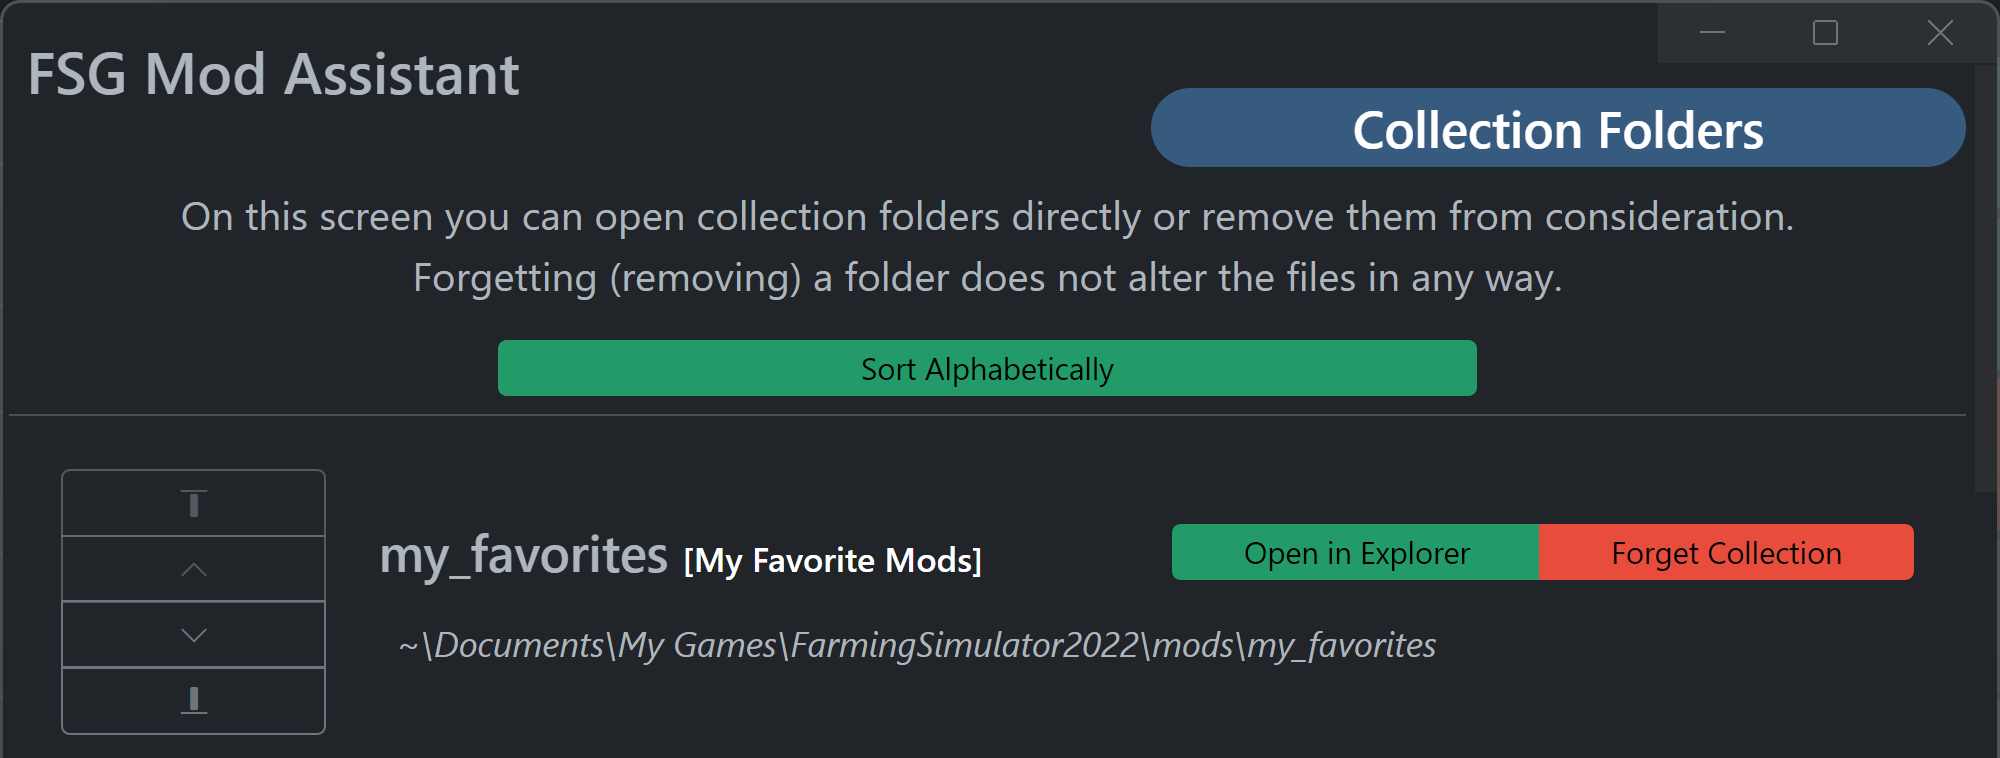 FSG Mod Assistant
Collection Folders
On this screen you can open collection folders directly or remove them from consideration.
Forgetting (removing) a folder does not alter the files in any way.
Sort Alphabetically
my_favorites [My Favorite Mods]
Open in Explorer
Forget Collection
~\Documents\My Games\FarmingSimulator2022\mods\my_favorites